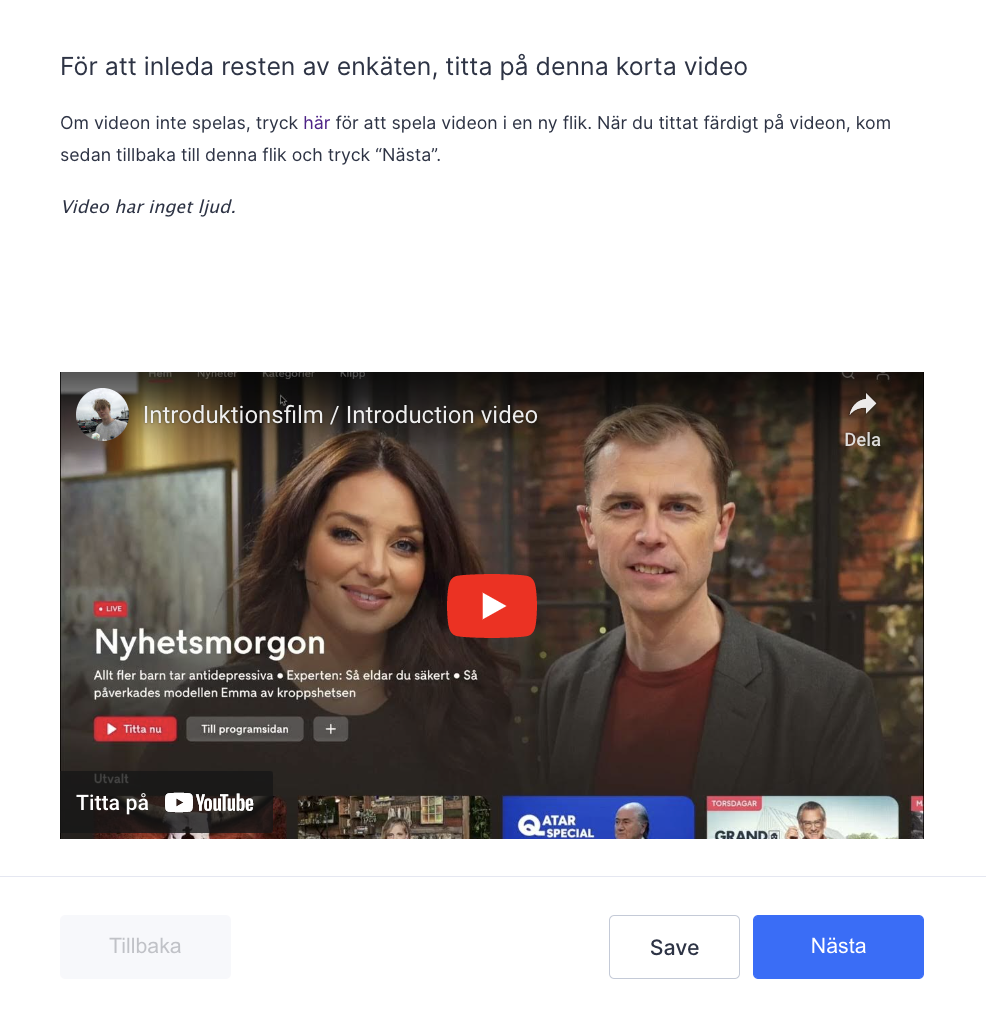 För att inleda resten av enkäten, titta på denna korta video
Om videon inte spelas, tryck här för att spela videon i en ny flik. När du tittat färdigt på videon, kom
sedan tillbaka till denna flik och tryck “Nästa”.
Video har inget ljud.
Hem Nyheter Kategorier Klipp
Introduktionsfilm / Introduction video
Dela
LIVE
Nyhetsmorgon
Allt fler barn tar antidepressiva ● Experten: Så eldar du säkert ● Så
påverkades modellen Emma av kroppshetsen
Titta nu Till programsidan +
Utvalt
Titta på YouTube
QATAR
SPECIAL
TORSDAGAR
GRAND
Tillbaka Save Nästa